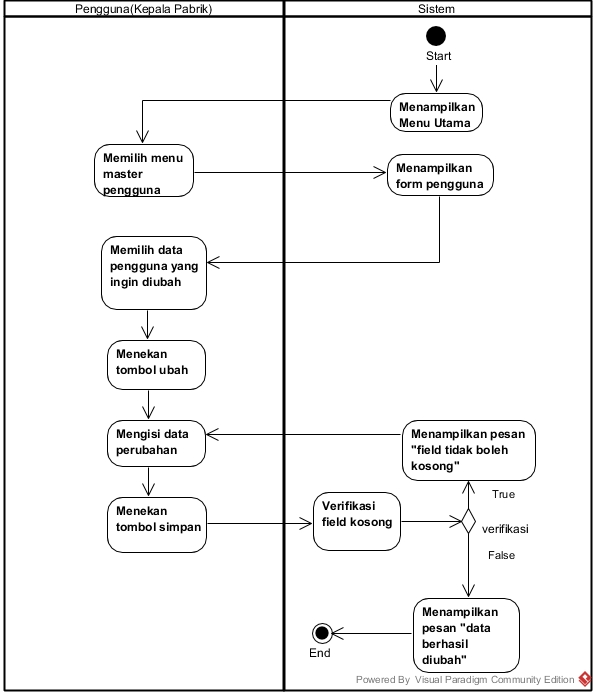 Pengguna(Kepala Pabrik)
Sistem
Start
Menampilkan
Menu Utama
Memilih menu
master
pengguna
Menampilkan
form pengguna
Memilih data
pengguna yang
ingin diubah
Menekan
tombol ubah
Mengisi data
perubahan
Menampilkan pesan
"field tidak boleh
kosong"
True
Menekan
tombol simpan
Verifikasi
field kosong
verifikasi
False
Menampilkan
pesan "data
berhasil
diubah"
End
Powered By Visual Paradigm Community Edition